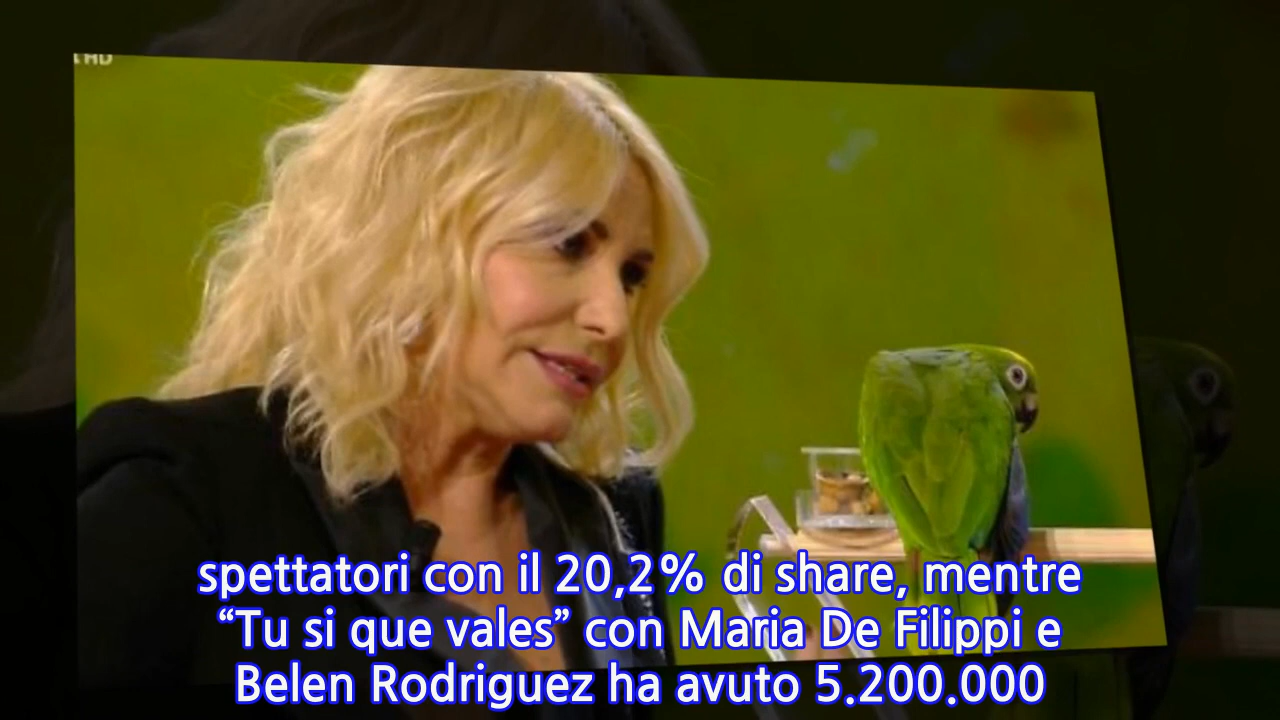 spettatori con il 20,2% di share, mentre
“Tu si que vales” con Maria De Filippi e
Belen Rodriguez ha avuto 5.200.000